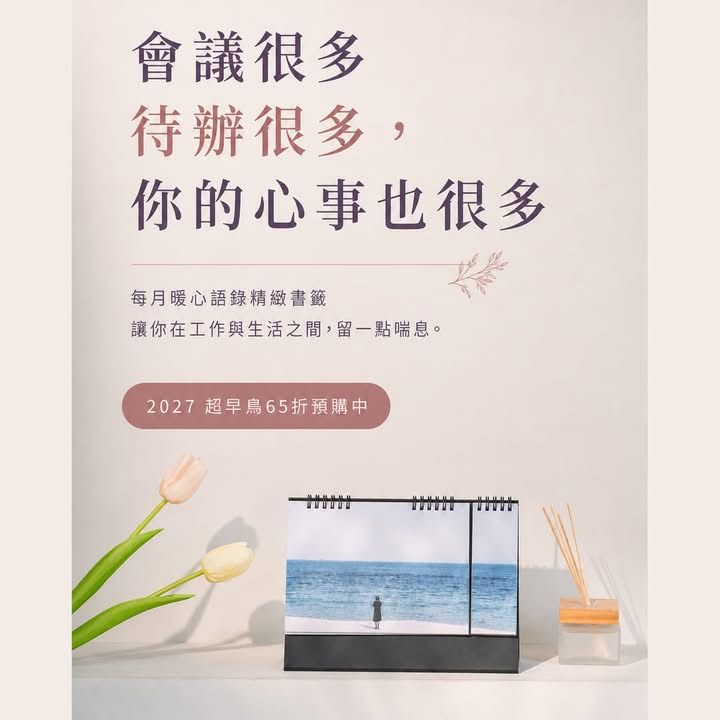 會議很多
待辦很多，
你的心事也很多
每月暖心語錄精緻書籤
讓你在工作與生活之間，留一點喘息。
2027 超早鳥65折預購中